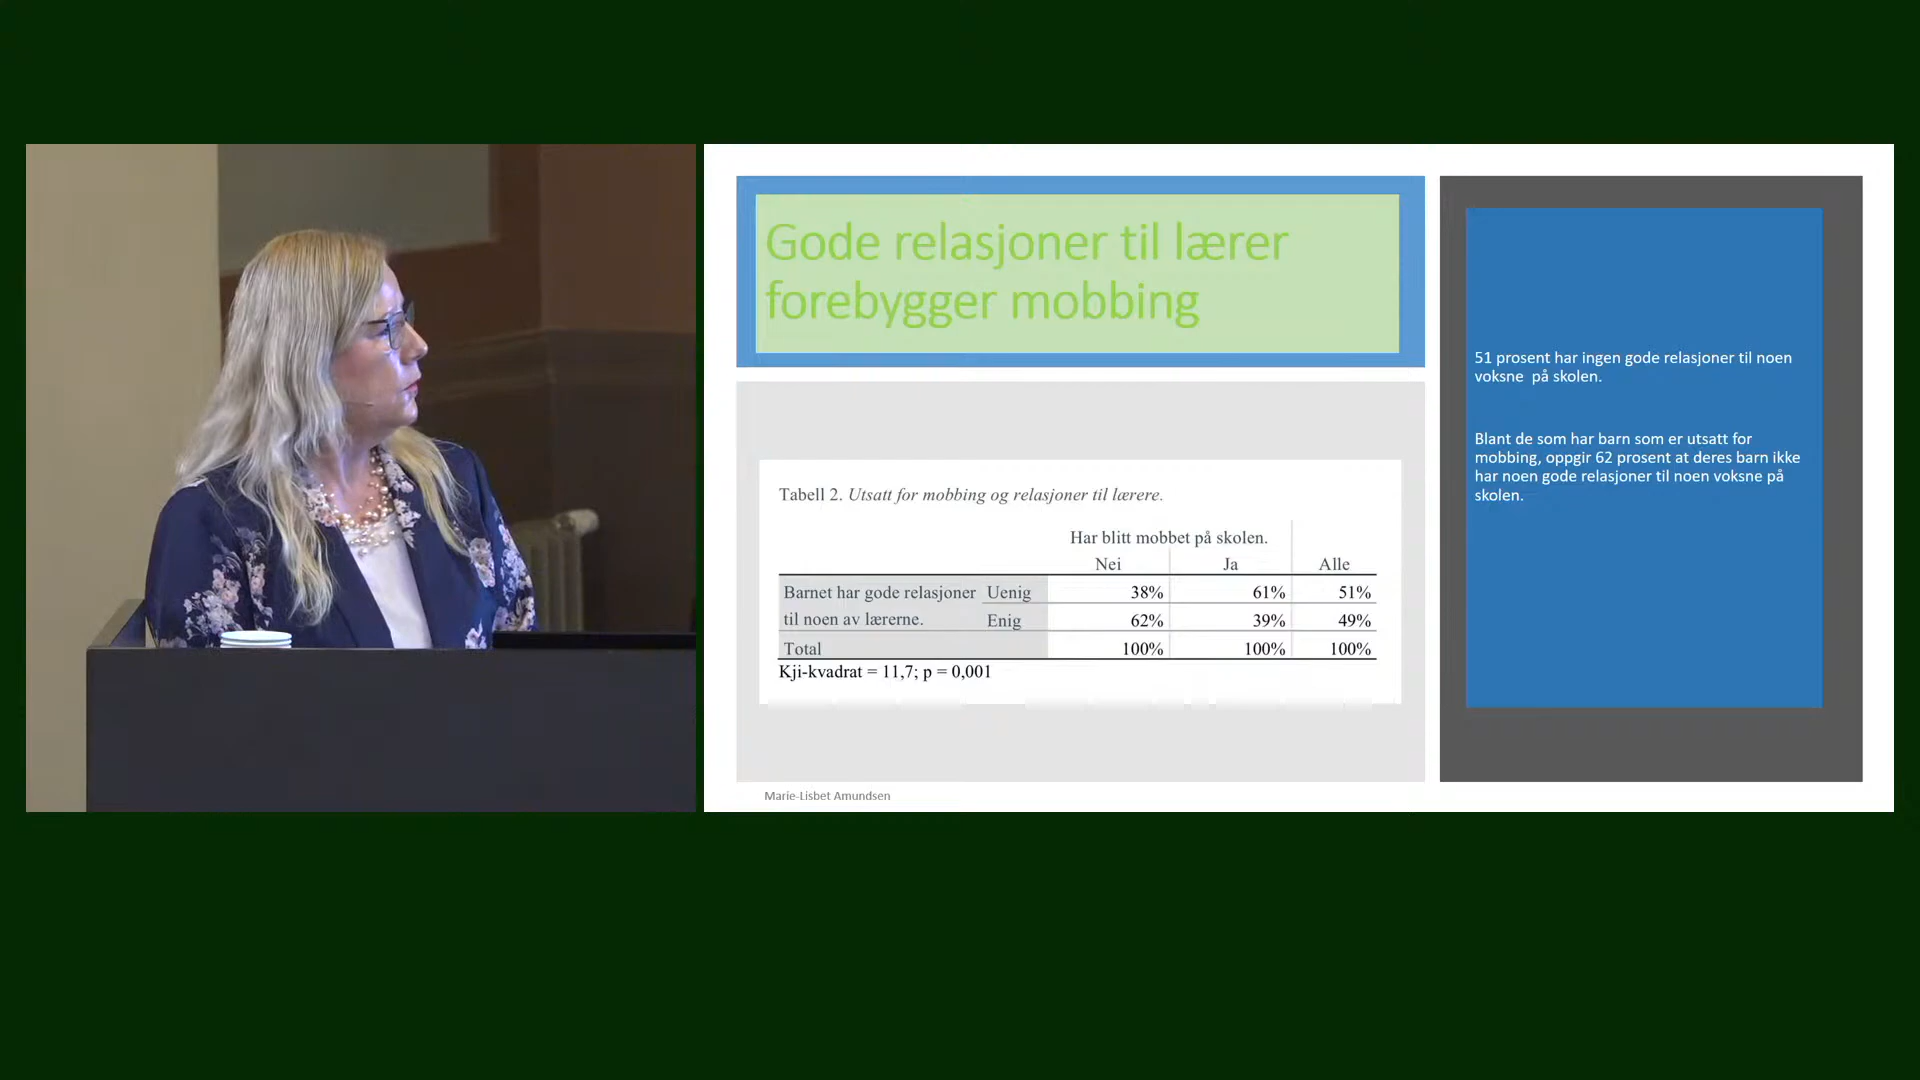 Gode relasjoner til lærer
forebygger mobbing
Tabell 2. Utsatt for mobbing og relasjoner til lærere.
Har blitt mobbet på skolen.
Nei Ja Alle
Barnet har gode relasjoner Uenig 38% 61% 51%
til noen av lærerne. Enig 62% 39% 49%
Total 100% 100% 100%
Kji-kvadrat = 11,7; p = 0,001
Marie-Lisbet Amundsen
51 prosent har ingen gode relasjoner til noen
voksne på skolen.
Blant de som har barn som er utsatt for
mobbing, oppgir 62 prosent at deres barn ikke
har noen gode relasjoner til noen voksne på
skolen.